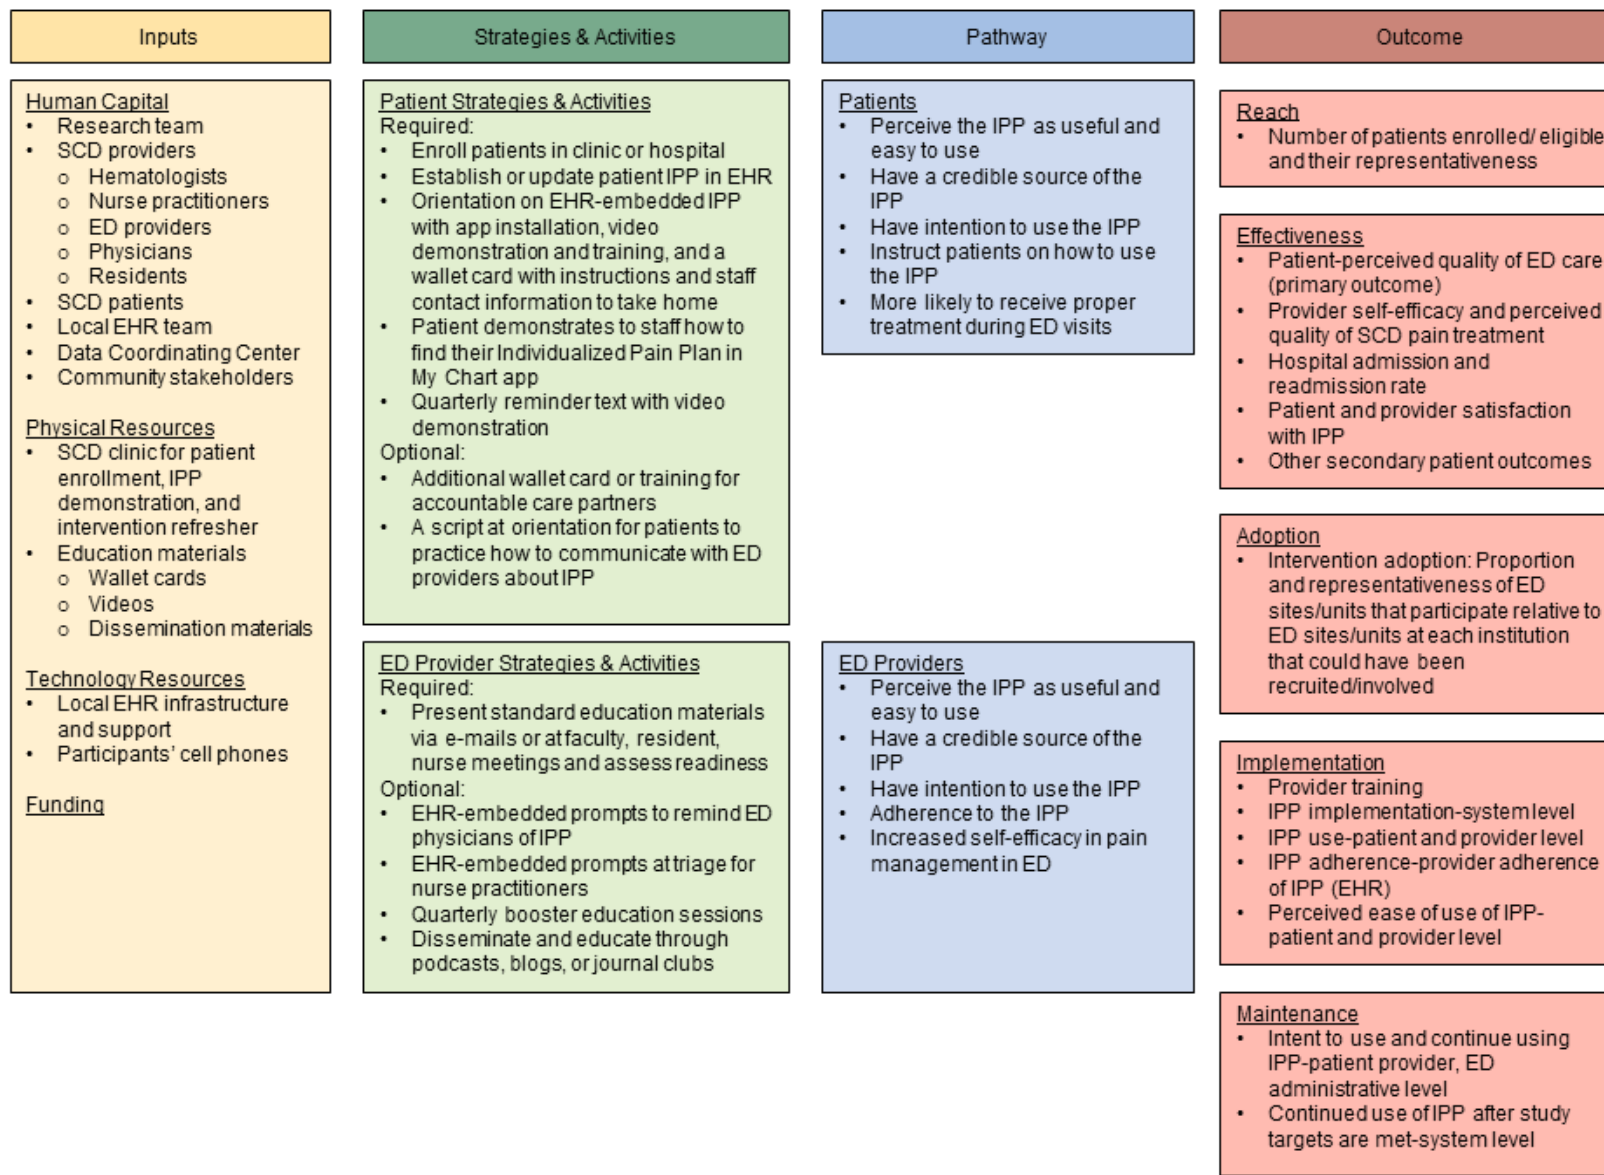 Inputs
Strategies & Activities
Pathway
Outcome
Human Capital
• Research team
• SCD providers
o Hematologists
o Nurse practitioners
o ED providers
o Physicians
o Residents
• SCD patients
• Local EHR team
• Data Coordinating Center
• Community stakeholders
Physical Resources
• SCD clinic for patient
enrollment, IPP
demonstration, and
intervention refresher
• Education materials
o Wallet cards
o Videos
o Dissemination materials
Technology Resources
• Local EHR infrastructure
and support
• Participants' cell phones
Funding
Patient Strategies & Activities
Required:
• Enroll patients in clinic or hospital
• Establish or update patient IPP in EHR
• Orientation on EHR-embedded IPP
with app installation, video
demonstration and training, and a
wallet card with instructions and staff
contact information to take home
• Patient demonstrates to staff how to
find their Individualized Pain Plan in
My Chart app
• Quarterly reminder text with video
demonstration
Optional:
• Additional wallet card or training for
accountable care partners
• A script at orientation for patients to
practice how to communicate with ED
providers about IPP
ED Provider Strategies & Activities
Required:
• Present standard education materials
via e-mails or at faculty, resident,
nurse meetings and assess readiness
Optional:
• EHR-embedded prompts to remind ED
physicians of IPP
• EHR-embedded prompts at triage for
nurse practitioners
• Quarterly booster education sessions
• Disseminate and educate through
podcasts, blogs, or journal clubs
Patients
• Perceive the IPP as useful and
easy to use
• Have a credible source of the
IPP
• Have intention to use the IPP
• Instruct patients on how to use
the IPP
• More likely to receive proper
treatment during ED visits
ED Providers
• Perceive the IPP as useful and
easy to use
• Have a credible source of the
IPP
• Have intention to use the IPP
• Adherence to the IPP
• Increased self-efficacy in pain
management in ED
Reach
• Number of patients enrolled/ eligible
and their representativeness
Effectiveness
• Patient-perceived quality of ED care
(primary outcome)
• Provider self-efficacy and perceived
quality of SCD pain treatment
• Hospital admission and
readmission rate
• Patient and provider satisfaction
with IPP
• Other secondary patient outcomes
Adoption
• Intervention adoption: Proportion
and representativeness of ED
sites/units that participate relative to
ED sites/units at each institution
that could have been
recruited/involved
Implementation
• Provider training
• IPP implementation-system level
• IPP use-patient and provider level
• IPP adherence-provider adherence
of IPP (EHR)
• Perceived ease of use of IPP-
patient and provider level
Maintenance
• Intent to use and continue using
IPP-patient provider, ED
administrative level
• Continued use of IPP after study
targets are met-system level